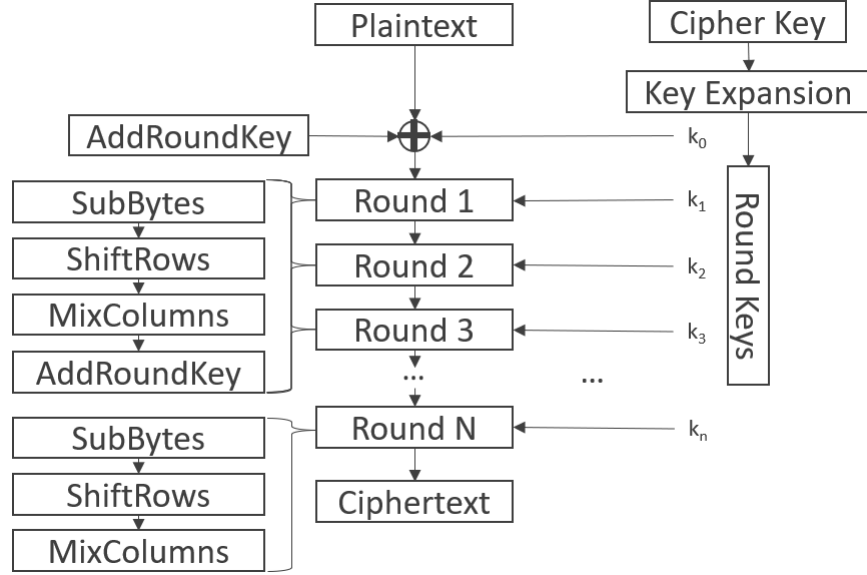 Plaintext
Cipher Key
Key Expansion
AddRoundKey
k0
SubBytes
Round 1
k1
ShiftRows
Round 2
k2
MixColumns
Round 3
k3
AddRoundKey
...
...
Round Keys
SubBytes
Round N
kn
ShiftRows
Ciphertext
MixColumns